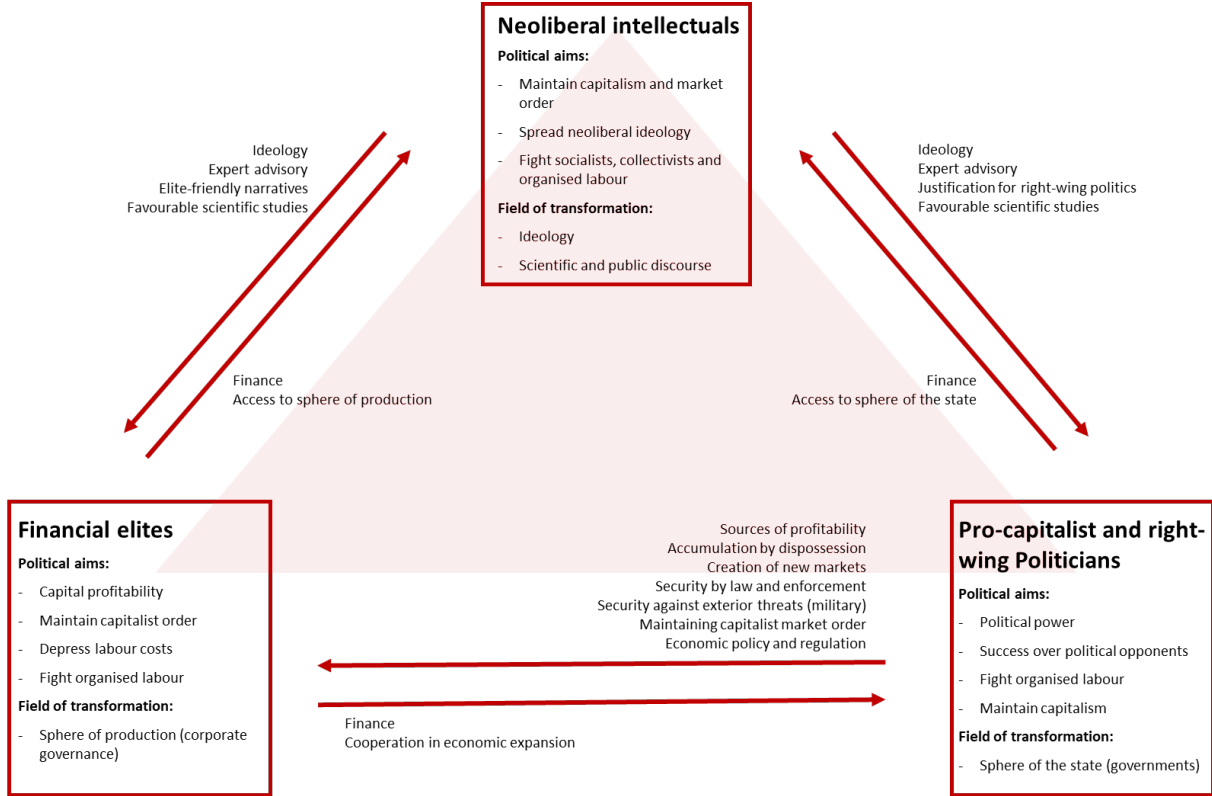 Neoliberal intellectuals
Political aims:
- Maintain capitalism and market
order
- Spread neoliberal ideology
- Fight socialists, collectivists and
organised labour
Field of transformation:
- Ideology
- Scientific and public discourse
Ideology
Expert advisory
Elite-friendly narratives
Favourable scientific studies
Ideology
Expert advisory
Justification for right-wing politics
Favourable scientific studies
Finance
Access to sphere of production
Finance
Access to sphere of the state
Financial elites
Political aims:
- Capital profitability
- Maintain capitalist order
- Depress labour costs
- Fight organised labour
Field of transformation:
- Sphere of production (corporate
governance)
Sources of profitability
Accumulation by dispossession
Creation of new markets
Security by law and enforcement
Security against exterior threats (military)
Maintaining capitalist market order
Economic policy and regulation
Finance
Cooperation in economic expansion
Pro-capitalist and right-
wing Politicians
Political aims:
- Political power
- Success over political opponents
- Fight organised labour
- Maintain capitalism
Field of transformation:
- Sphere of the state (governments)